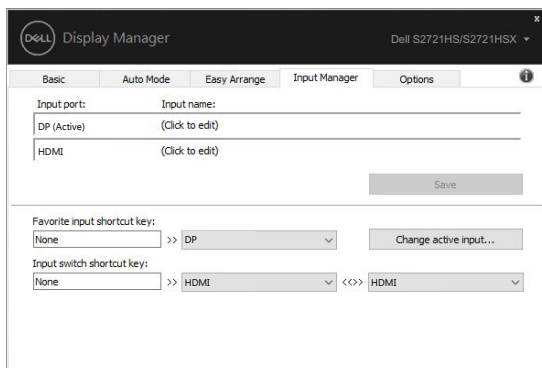 x
DELL Display Manager Dell S2721HS/S2721HSX
Basic Auto Mode Easy Arrange Input Manager Options i
Input port: Input name:
DP (Active) (Click to edit)
HDMI (Click to edit)
Save
Favorite input shortcut key:
None >> DP Change active input...
Input switch shortcut key:
None >> HDMI <<>> HDMI